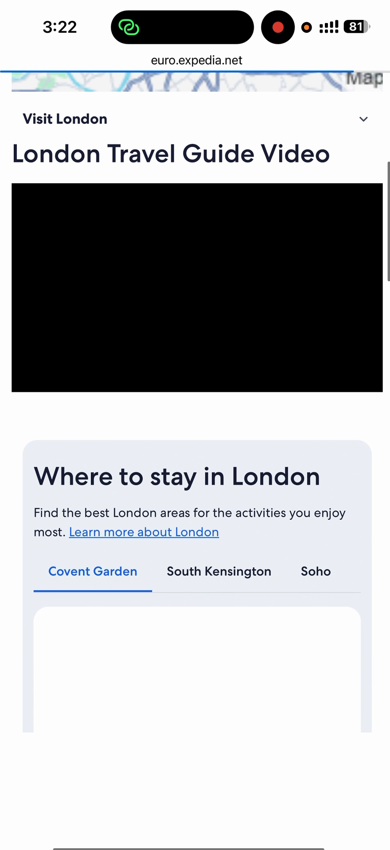 3:22
81
euro.expedia.net
Map
Visit London
London Travel Guide Video
Where to stay in London
Find the best London areas for the activities you enjoy
most. Learn more about London
Covent Garden South Kensington Soho